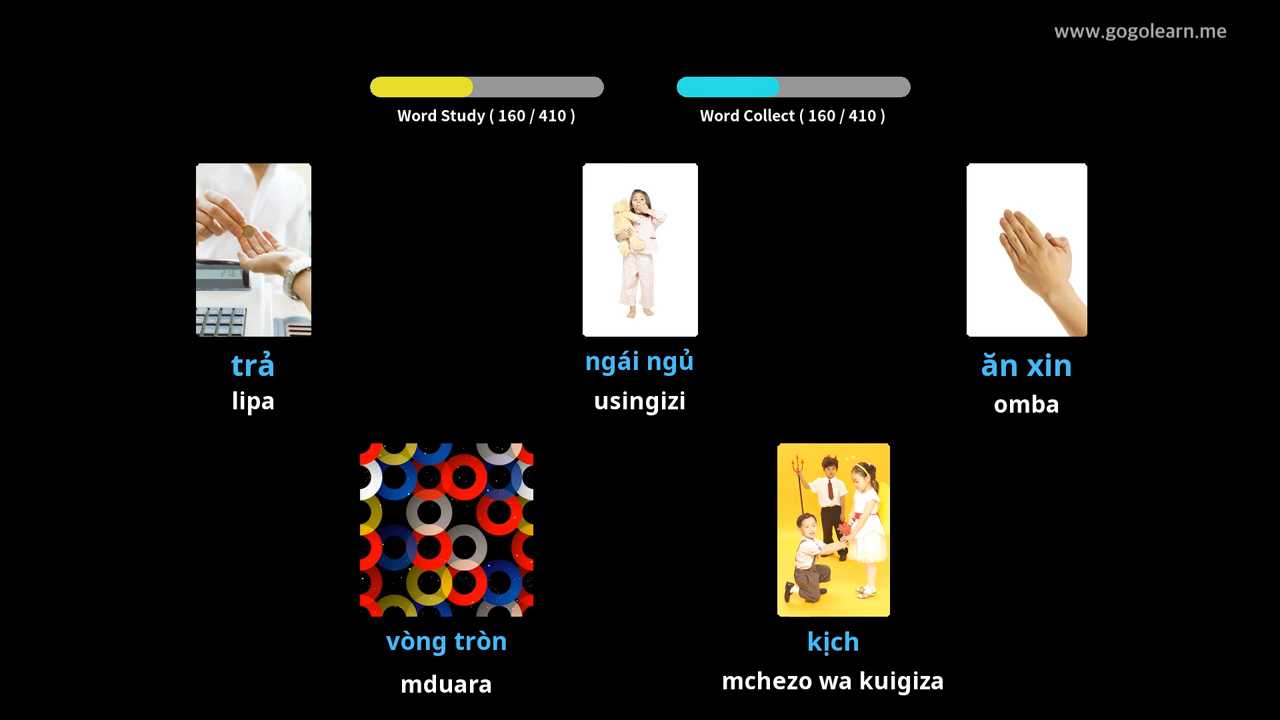 www.gogolearn.me
Word Study ( 160 / 410 )
Word Collect ( 160 / 410 )
trả
lipa
ngái ngủ
usingizi
ăn xin
omba
vòng tròn
mduara
kịch
mchezo wa kuigiza